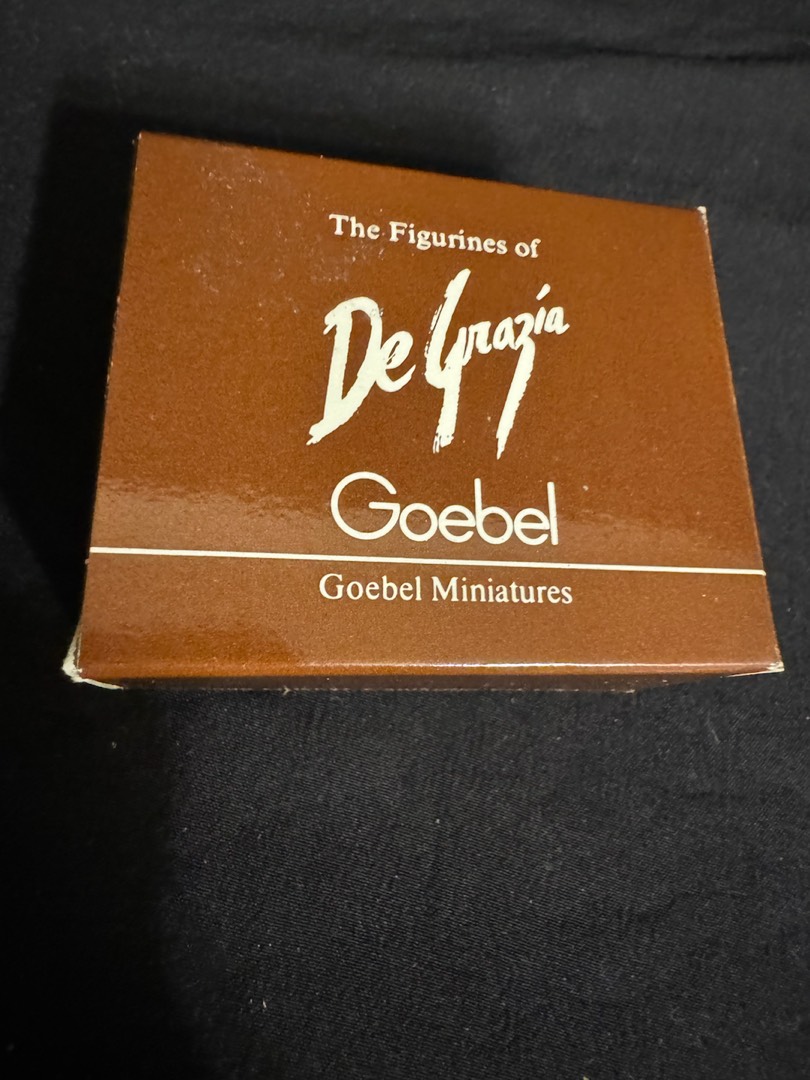 The Figurines of
De Grazia
Goebel
Goebel Miniatures